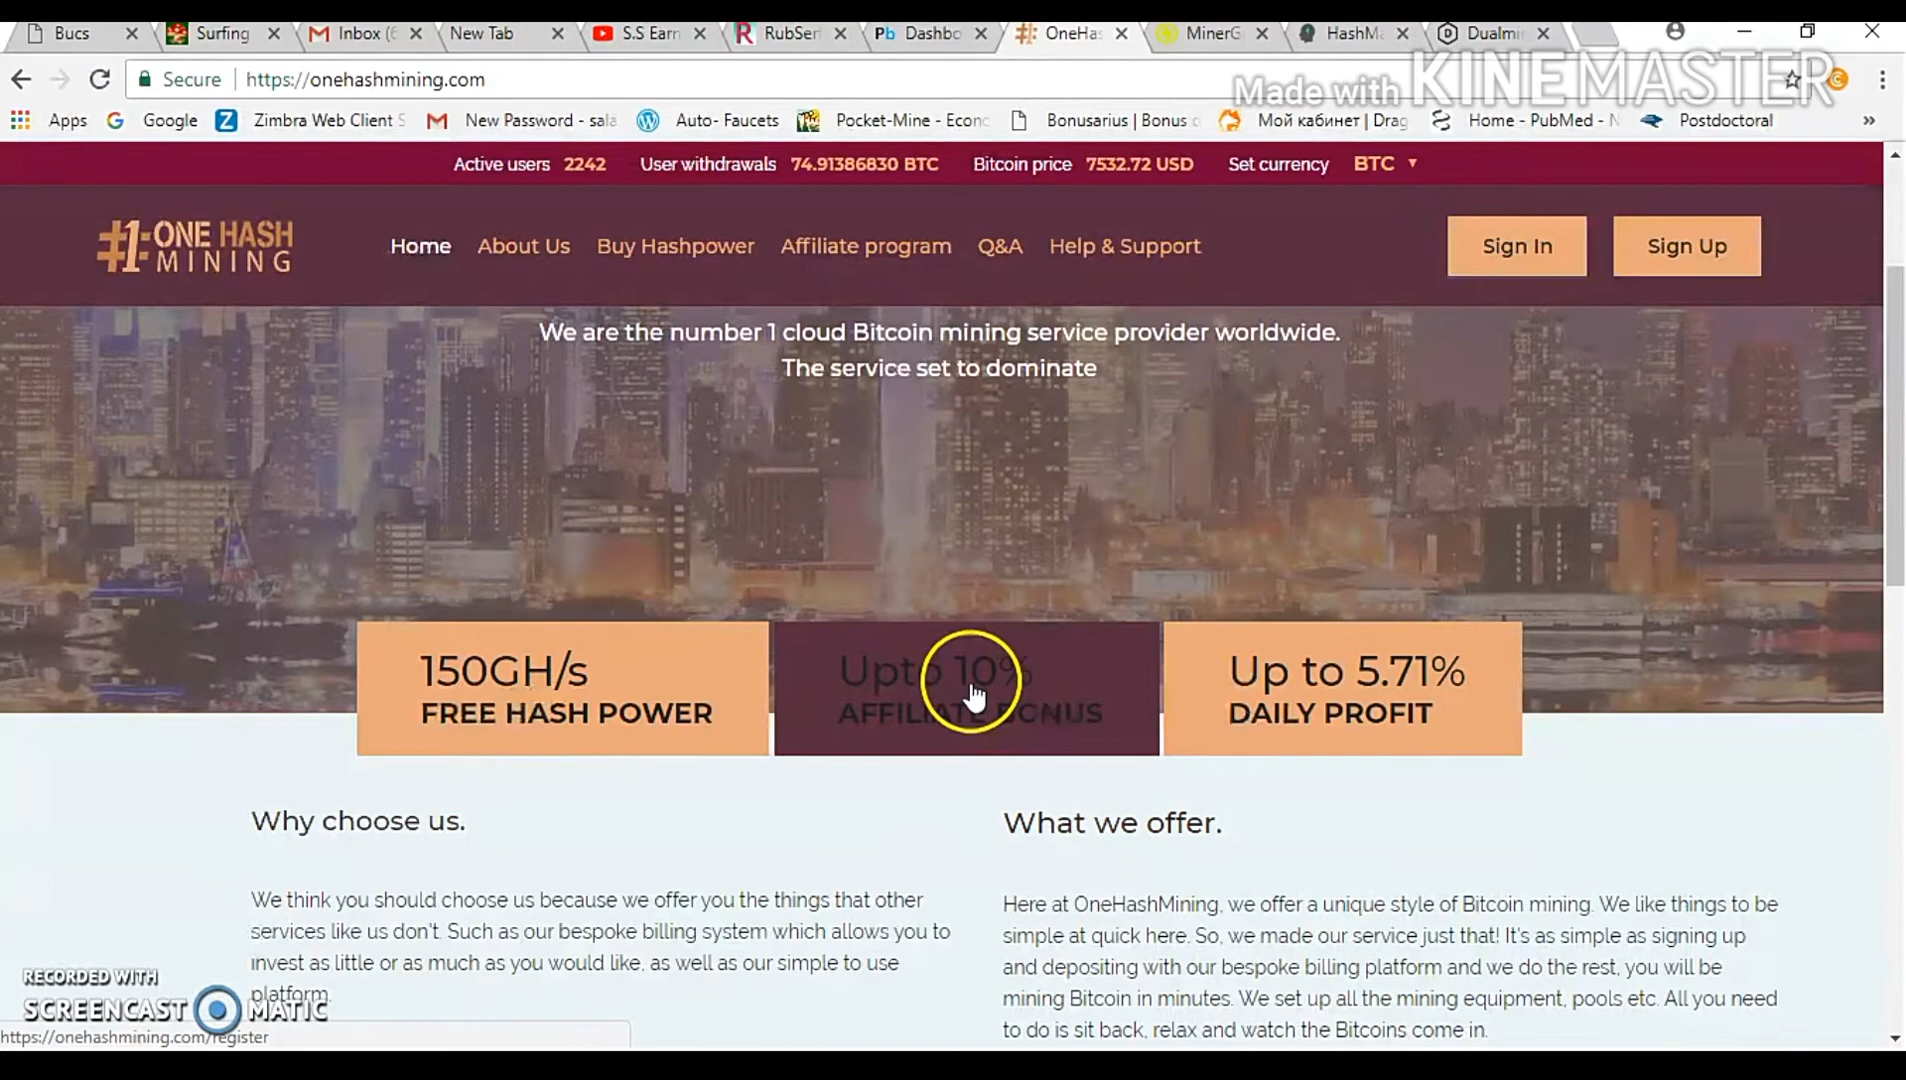 Bucs
Surfing
Inbox (6
New Tab
S.S Earn
RubSer
Pb Dashbo
OneHas
MinerG
HashMa
Dualmin
Secure https://onehashmining.com
Made with KINEMASTER
Apps
Google
Zimbra Web Client S
New Password - sala
Auto- Faucets
Pocket-Mine - Econo
Bonusarius | Bonus c
Мой кабинет | Drag
Home - PubMed - N
Postdoctoral
Active users 2242 User withdrawals 74.91386830 BTC Bitcoin price 7532.72 USD Set currency BTC
#1 ONE HASH
MINING
Home About Us Buy Hashpower Affiliate program Q&A Help & Support Sign In Sign Up
We are the number 1 cloud Bitcoin mining service provider worldwide.
The service set to dominate
150GH/s
FREE HASH POWER
Upto 10%
AFFILIATE BONUS
Up to 5.71%
DAILY PROFIT
Why choose us.
We think you should choose us because we offer you the things that other
services like us don't. Such as our bespoke billing system which allows you to
invest as little or as much as you would like, as well as our simple to use
platform.
What we offer.
Here at OneHashMining, we offer a unique style of Bitcoin mining. We like things to be
simple at quick here. So, we made our service just that! It's as simple as signing up
and depositing with our bespoke billing platform and we do the rest, you will be
mining Bitcoin in minutes. We set up all the mining equipment, pools etc. All you need
to do is sit back, relax and watch the Bitcoins come in.
RECORDED WITH
SCREENCAST MATIC
https://onehashmining.com/register